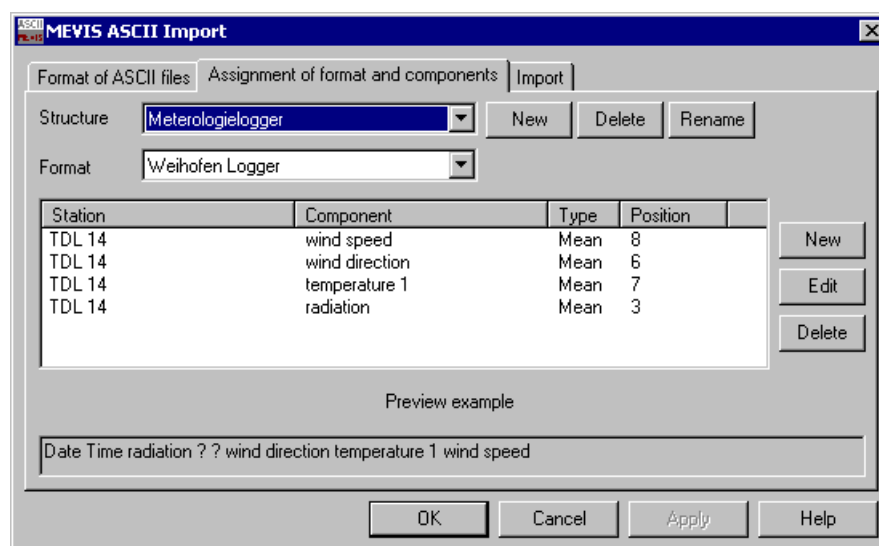 ASCII MEVIS MEVIS ASCII Import
Format of ASCII files Assignment of format and components Import
Structure Meterologielogger New Delete Rename
Format Weihofen Logger
Station Component Type Position
TDL 14 wind speed Mean 8
TDL 14 wind direction Mean 6
TDL 14 temperature 1 Mean 7
TDL 14 radiation Mean 3
New
Edit
Delete
Preview example
Date Time radiation ? ? wind direction temperature 1 wind speed
OK Cancel Apply Help